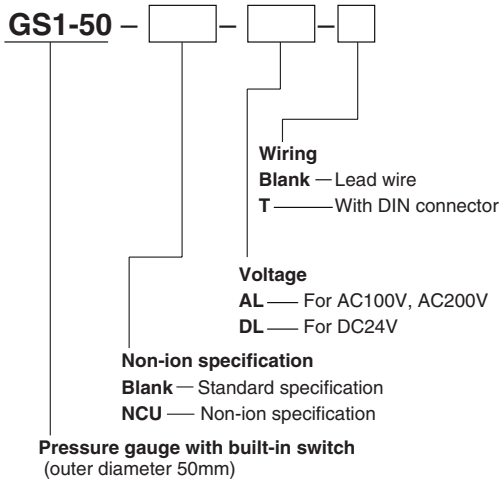 GS1-50 – – –
Wiring
Blank — Lead wire
T — With DIN connector
Voltage
AL — For AC100V, AC200V
DL — For DC24V
Non-ion specification
Blank — Standard specification
NCU — Non-ion specification
Pressure gauge with built-in switch
(outer diameter 50mm)